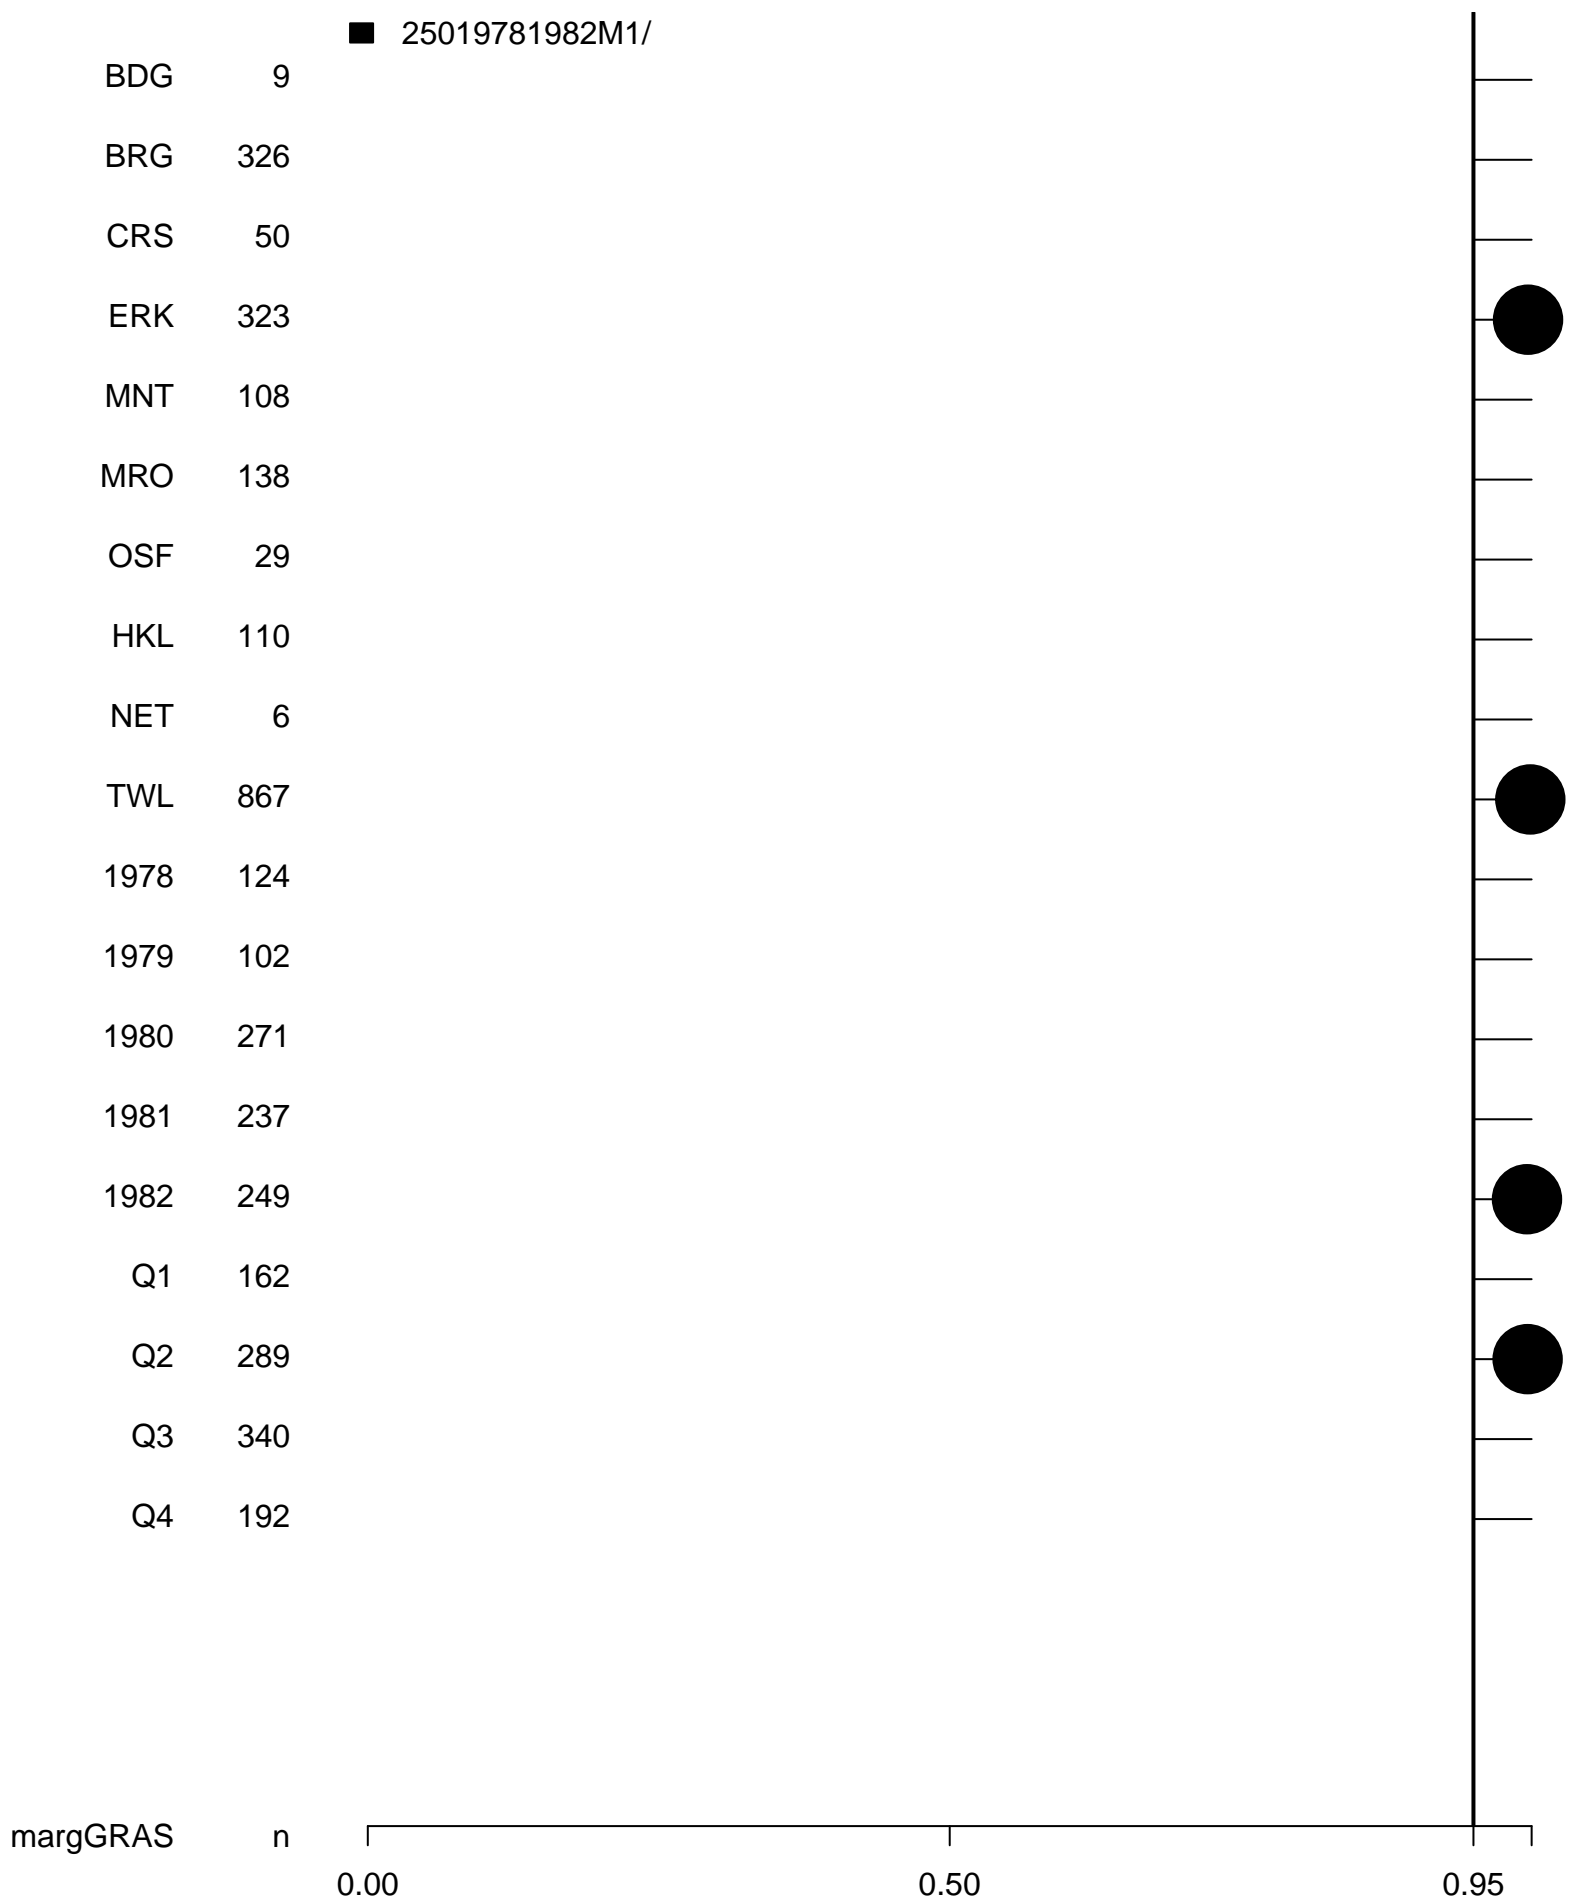 25019781982M1/
BDG 9
BRG 326
CRS 50
ERK 323
MNT 108
MRO 138
OSF 29
HKL 110
NET 6
TWL 867
1978 124
1979 102
1980 271
1981 237
1982 249
Q1 162
Q2 289
Q3 340
Q4 192
margGRAS n
0.00 0.50 0.95